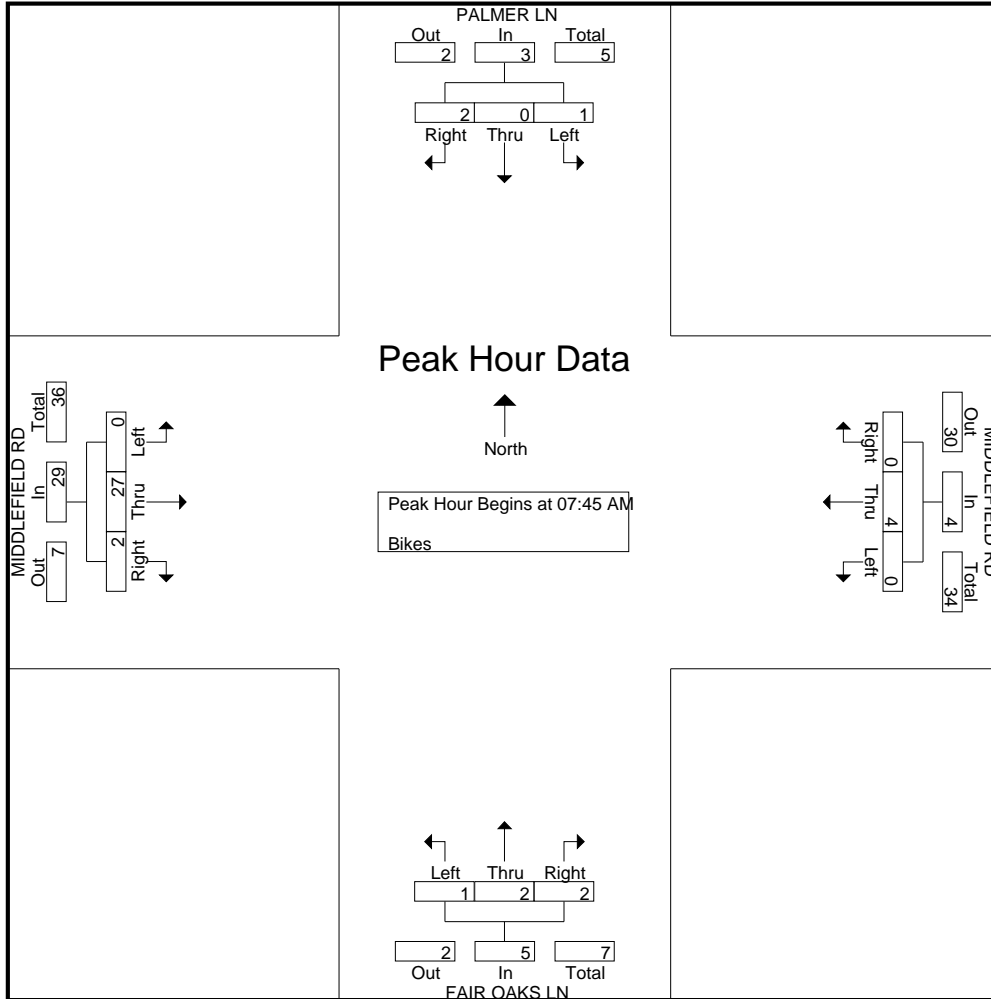 PALMER LN
Out In Total
2 3 5
2 0 1
Right Thru Left
Peak Hour Data
North
Peak Hour Begins at 07:45 AM
Bikes
MIDDLEFIELD RD
Out In Total
7 29 36
0 27 2
Left Thru Right
MIDDLEFIELD RD
Out In Total
30 4 34
Right Thru Left
0 4 0
Left Thru Right
1 2 2
2 5 7
Out In Total
FAIR OAKS LN